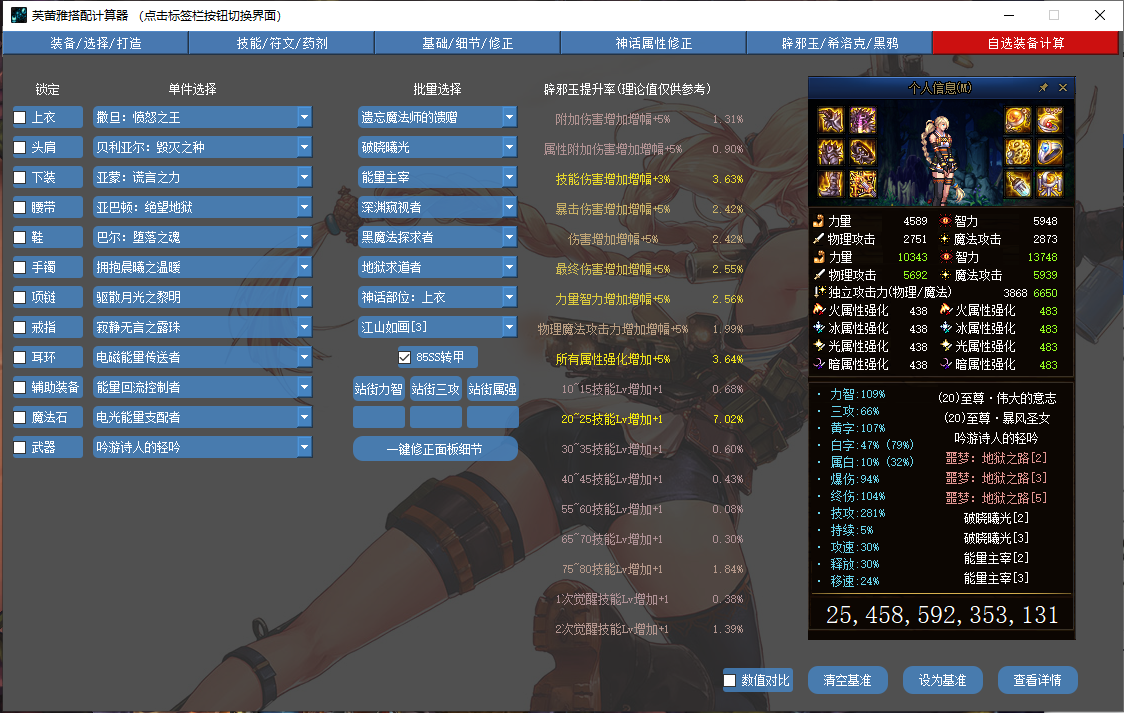 芙茵雅搭配计算器 (点击标签栏按钮切换界面)
装备/选择/打造 技能/符文/药剂 基础/细节/修正 神话属性修正 辟邪玉/希洛克/黑鸦 自选装备计算
锁定 单件选择 批量选择 辟邪玉提升率(理论值仅供参考)
上衣 撒旦: 愤怒之王 遗忘魔法师的馈赠 附加伤害增加增幅+5% 1.31%
头肩 贝利亚尔: 毁灭之种 破晓曦光 属性附加伤害增加增幅+5% 0.90%
下装 亚蒙: 谎言之力 能量主宰 技能伤害增加增幅+3% 3.63%
腰带 亚巴顿: 绝望地狱 深渊窥视者 暴击伤害增加增幅+5% 2.42%
鞋 巴尔: 堕落之魂 黑魔法探求者 伤害增加增幅+5% 2.42%
手镯 拥抱晨曦之温暖 地狱求道者 最终伤害增加增幅+5% 2.55%
项链 驱散月光之黎明 神话部位: 上衣 力量智力增加增幅+5% 2.56%
戒指 寂静无言之露珠 江山如画[3] 物理魔法攻击力增加增幅+5% 1.99%
耳环 电磁能量传送者 85SS转甲 所有属性强化增加+5% 3.64%
辅助装备 能量回流控制者 站街力智 站街三攻 站街属强 10~15技能Lv增加+1 0.68%
魔法石 电光能量支配者 20~25技能Lv增加+1 7.02%
武器 吟游诗人的轻吟 一键修正面板细节 30~35技能Lv增加+1 0.60%
40~45技能Lv增加+1 0.43%
55~60技能Lv增加+1 0.08%
65~70技能Lv增加+1 0.30%
75~80技能Lv增加+1 1.84%
1次觉醒技能Lv增加+1 0.38%
2次觉醒技能Lv增加+1 1.39%
个人信息(M)
力量 4589 智力 5948
物理攻击 2751 魔法攻击 2873
力量 10343 智力 13748
物理攻击 5692 魔法攻击 5939
独立攻击力(物理/魔法) 3868 6650
火属性强化 438 火属性强化 483
冰属性强化 438 冰属性强化 483
光属性强化 438 光属性强化 483
暗属性强化 438 暗属性强化 483
· 力智:109%
· 三攻:66%
· 黄字:107%
· 白字:47% (79%)
· 属白:10% (32%)
· 爆伤:94%
· 终伤:104%
· 技攻:281%
· 持续:5%
· 攻速:30%
· 释放:30%
· 移速:24%
(20)至尊·伟大的意志
(20)至尊·暴风圣女
吟游诗人的轻吟
噩梦: 地狱之路[2]
噩梦: 地狱之路[3]
噩梦: 地狱之路[5]
破晓曦光[2]
破晓曦光[3]
能量主宰[2]
能量主宰[3]
25,458,592,353,131
数值对比 清空基准 设为基准 查看详情